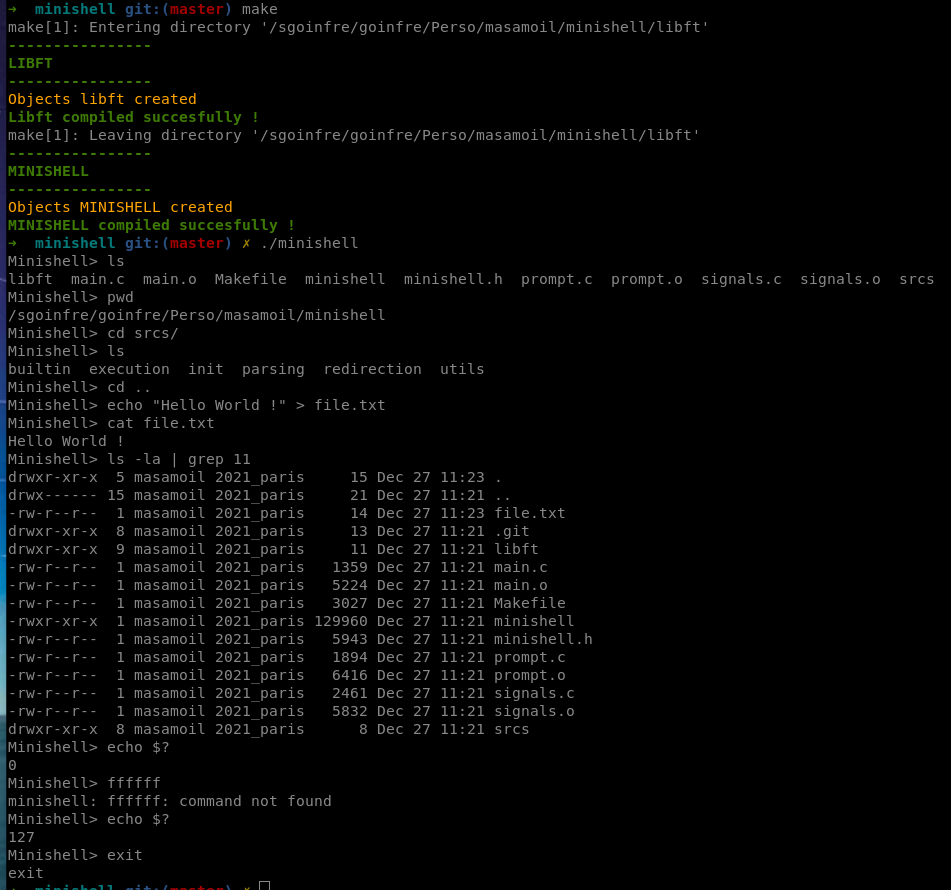 ➜  minishell git:(master) make
make[1]: Entering directory '/sgoinfre/goinfre/Perso/masamoil/minishell/libft'
----------------
LIBFT
----------------
Objects libft created
Libft compiled succesfully !
make[1]: Leaving directory '/sgoinfre/goinfre/Perso/masamoil/minishell/libft'
----------------
MINISHELL
----------------
Objects MINISHELL created
MINISHELL compiled succesfully !
➜  minishell git:(master) ✗ ./minishell
Minishell> ls
libft  main.c  main.o  Makefile  minishell  minishell.h  prompt.c  prompt.o  signals.c  signals.o  srcs
Minishell> pwd
/sgoinfre/goinfre/Perso/masamoil/minishell
Minishell> cd srcs/
Minishell> ls
builtin  execution  init  parsing  redirection  utils
Minishell> cd ..
Minishell> echo "Hello World !" > file.txt
Minishell> cat file.txt
Hello World !
Minishell> ls -la | grep 11
drwxr-xr-x  5 masamoil 2021_paris     15 Dec 27 11:23 .
drwx------ 15 masamoil 2021_paris     21 Dec 27 11:21 ..
-rw-r--r--  1 masamoil 2021_paris     14 Dec 27 11:23 file.txt
drwxr-xr-x  8 masamoil 2021_paris     13 Dec 27 11:21 .git
drwxr-xr-x  9 masamoil 2021_paris     11 Dec 27 11:21 libft
-rw-r--r--  1 masamoil 2021_paris   1359 Dec 27 11:21 main.c
-rw-r--r--  1 masamoil 2021_paris   5224 Dec 27 11:21 main.o
-rw-r--r--  1 masamoil 2021_paris   3027 Dec 27 11:21 Makefile
-rwxr-xr-x  1 masamoil 2021_paris 129960 Dec 27 11:21 minishell
-rw-r--r--  1 masamoil 2021_paris   5943 Dec 27 11:21 minishell.h
-rw-r--r--  1 masamoil 2021_paris   1894 Dec 27 11:21 prompt.c
-rw-r--r--  1 masamoil 2021_paris   6416 Dec 27 11:21 prompt.o
-rw-r--r--  1 masamoil 2021_paris   2461 Dec 27 11:21 signals.c
-rw-r--r--  1 masamoil 2021_paris   5832 Dec 27 11:21 signals.o
drwxr-xr-x  8 masamoil 2021_paris      8 Dec 27 11:21 srcs
Minishell> echo $?
0
Minishell> ffffff
minishell: ffffff: command not found
Minishell> echo $?
127
Minishell> exit
exit
➜  minishell git:(master) ✗